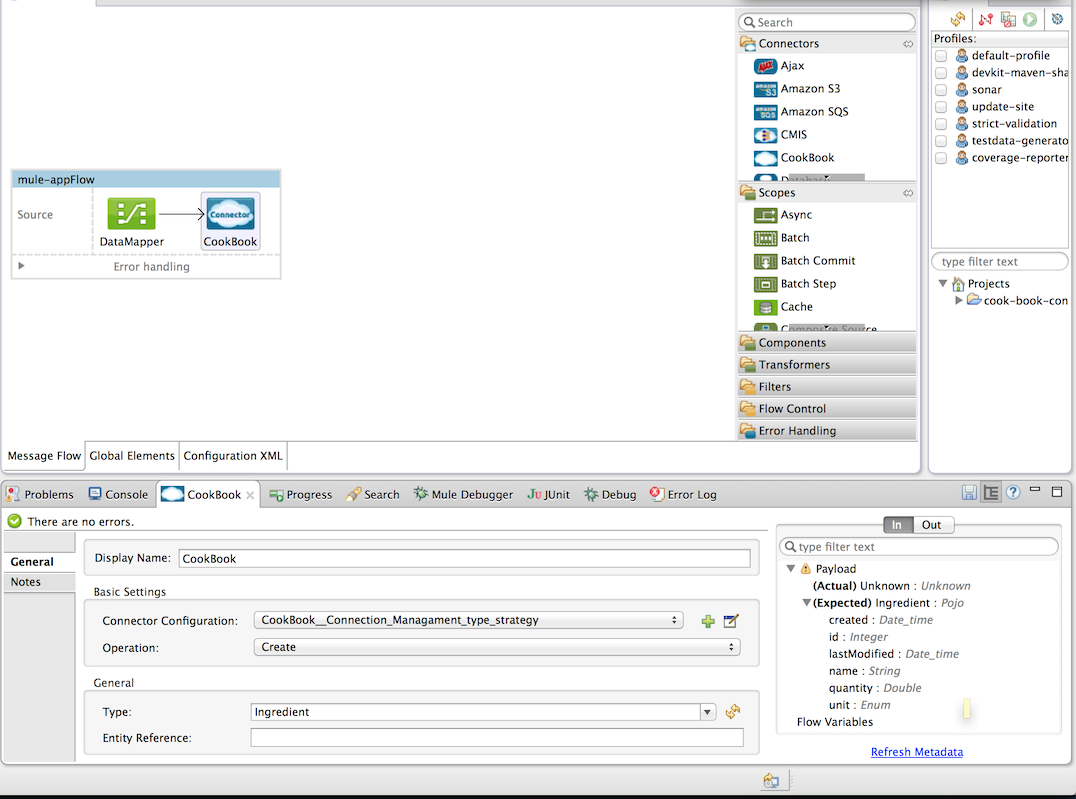 Search
Connectors
Ajax
Amazon S3
Amazon SQS
CMIS
CookBook
Scopes
Async
Batch
Batch Commit
Batch Step
Cache
Composite Source
Components
Transformers
Filters
Flow Control
Error Handling
Profiles:
default-profile
devkit-maven-sha
sonar
update-site
strict-validation
testdata-generato
coverage-reporter
type filter text
Projects
cook-book-con
mule-appFlow
Source
DataMapper
Connector
CookBook
Error handling
Message Flow Global Elements Configuration XML
Problems Console CookBook Progress Search Mule Debugger JUnit Debug Error Log
There are no errors.
General
Notes
Display Name: CookBook
Basic Settings
Connector Configuration: CookBook__Connection_Managament_type_strategy
Operation: Create
General
Type: Ingredient
Entity Reference:
In Out
type filter text
Payload
(Actual) Unknown : Unknown
(Expected) Ingredient : Pojo
created : Date_time
id : Integer
lastModified : Date_time
name : String
quantity : Double
unit : Enum
Flow Variables
Refresh Metadata